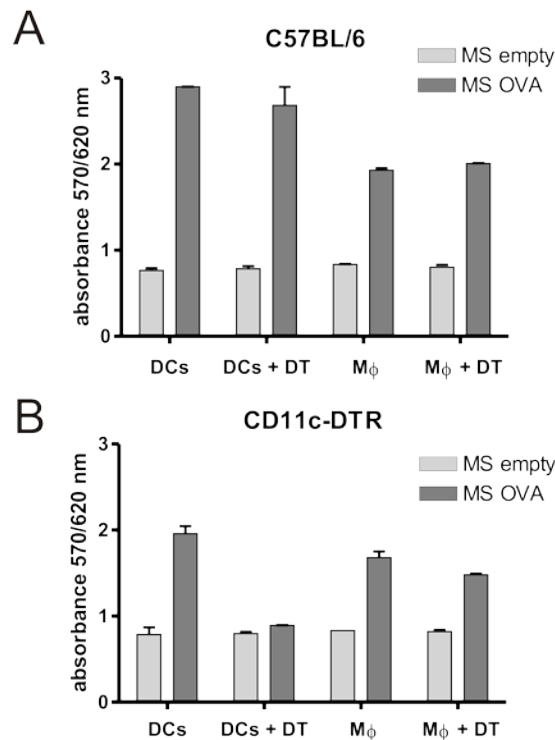 A
C57BL/6
MS empty
MS OVA
absorbance 570/620 nm
3
2
1
0
DCs
DCs + DT
Mϕ
Mϕ + DT
B
CD11c-DTR
MS empty
MS OVA
absorbance 570/620 nm
3
2
1
0
DCs
DCs + DT
Mϕ
Mϕ + DT